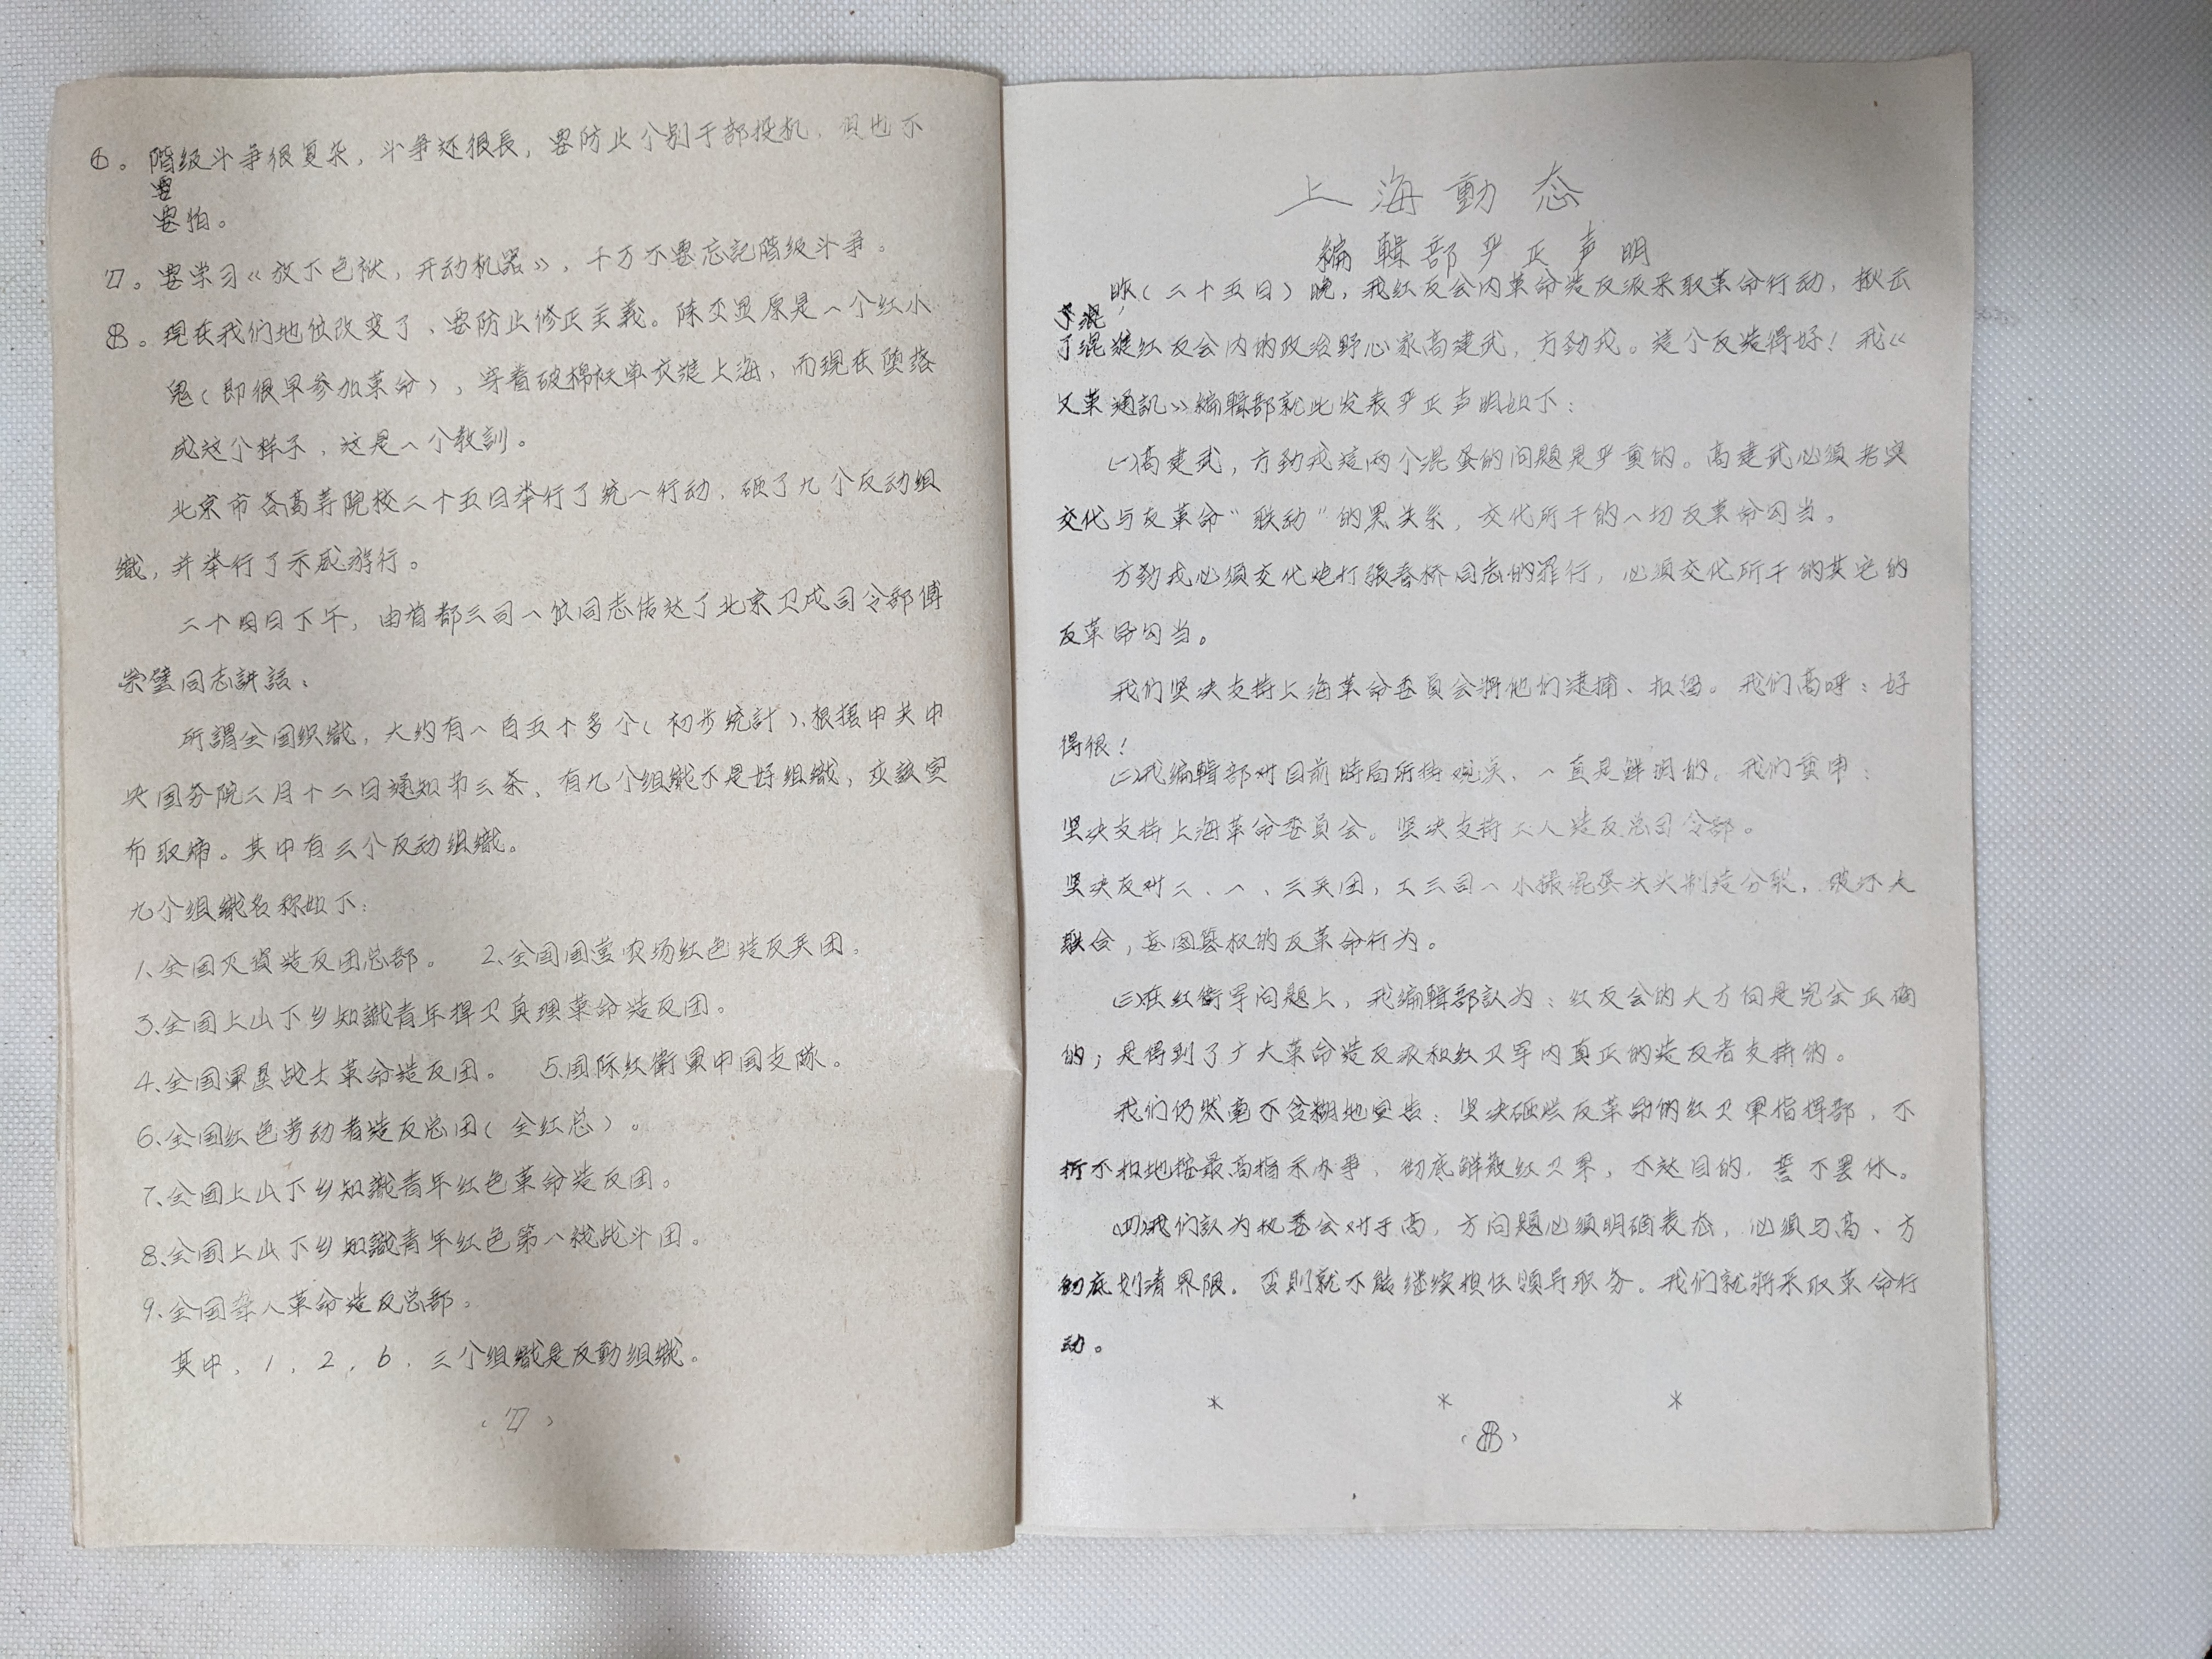 6。階级斗争很复杂，斗争还很長，要防止个别干部投机，但也不
要
要怕。
7。要学习《放下包袱，开动机器》，千万不要忘記階级斗争。
8。現在我们地位改变了，要防止修正主義。陈丕显原是一个红小
鬼（即很早参加革命），穿着破棉袄单衣進上海，而現在堕落
成这个样子，这是一个教訓。
北京市各高等院校二十五日举行了统一行动，砸了九个反动组
織，并举行了示威游行。
二十四日下午，由首都三司一位同志传达了北京卫戍司令部傅
崇璧同志講話：
所謂全国织織，大约有一百五十多个（初步统計），根据中共中
央国务院二月十二日通知第三条，有九个组織不是好组織，应該宣
布取缔。其中有三个反动组織。
九个组織名称如下：
1、全国灭資造反团总部。 2、全国国营农场红色造反兵团。
3、全国上山下乡知識青年捍卫真理革命造反团。
4、全国軍垦战士革命造反团。 5、国际红衛軍中国支隊。
6、全国红色劳动者造反总团（全红总）。
7、全国上山下乡知識青年红色革命造反团。
8、全国上山下乡知識青年红色第一线战斗团。
9、全国聋人革命造反总部。
其中，1，2，6，三个组織是反動组織。
（7）
上海動态
編輯部严正声明
昨（二十五日）晚，我红反会内革命造反派采取革命行动，揪出
了混
了混進红反会内的政治野心家高建武，方劲戎。這个反造得好！我《
文革通訊》編輯部就此发表严正声明如下：
㈠高建武，方劲戎這两个混蛋的问題是严重的。高建武必须老实
交代与反革命“联动”的黑关系，交代所干的一切反革命勾当。
方劲戎必须交代炮打張春桥同志的罪行，必须交代所干的其它的
反革命勾当。
我们坚决支持上海革命委員会将他们逮捕、扣留。我们高呼：好
得很！
㈡我編輯部对目前時局所持观点，一直是鲜明的。我们重申：
坚决支持上海革命委員会。坚决支持工人造反总司令部。
坚决反对二、一、三兵团，工三司一小撮混蛋头头制造分裂，破坏大
联合，妄图篡权的反革命行为。
㈢在红衛军问題上，我編輯部認为：红反会的大方向是完全正确
的；是得到了广大革命造反派和红卫军内真正的造反者支持的。
我们仍然毫不含糊地宣告：坚决砸烂反革命的红卫軍指揮部，不
折不扣地按最高指示办事，彻底解散红卫军，不达目的，誓不罢休。
㈣我们認为执委会对于高，方问題必须明确表态，必须与高、方
彻底划清界限。否則就不能继续担任領导职务。我们就将采取革命行
动。
* * *
（8）